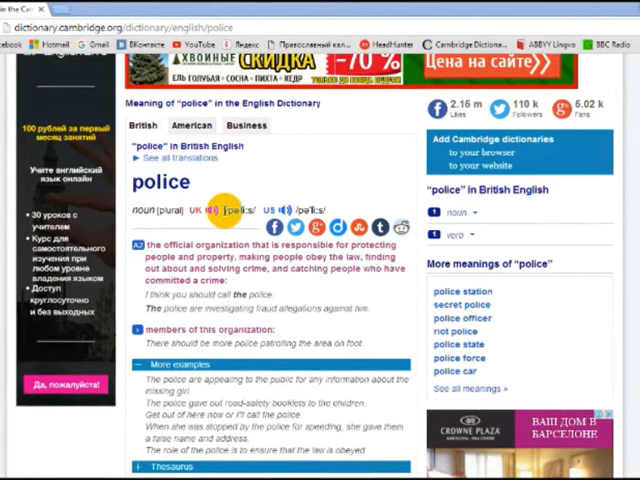 in the Cam
dictionary.cambridge.org/dictionary/english/police
cebook
Hotmail
Gmail
ВКонтакте
YouTube
Яндекс
Православный кал...
HeadHunter
Cambridge Dictiona...
ABBYY Lingvo
BBC Radio
ХВОЙНЫЕ
ЕЛЬ ГОЛУБАЯ · СОСНА · ПИХТА · КЕДР
-70%
Цена на сайте
100 рублей за первый
месяц занятий
Учите английский
язык онлайн
30 уроков с
учителем
Курс для
самостоятельного
изучения при
любом уровне
владения языком
Доступ
круглосуточно
и без выходных
Да, пожалуйста!
Meaning of “police” in the English Dictionary
British
American
Business
"police" in British English
See all translations
police
noun [plural] UK /pəˈliːs/ US /pəˈliːs/
A2 the official organization that is responsible for protecting
people and property, making people obey the law, finding
out about and solving crime, and catching people who have
committed a crime:
I think you should call the police.
The police are investigating fraud allegations against him.
members of this organization:
There should be more police patrolling the area on foot.
More examples
The police are appealing to the public for any information about the
missing girl.
The police gave out road-safety booklets to the children.
Get out of here now or I'll call the police.
When she was stopped by the police for speeding, she gave them
a false name and address.
The role of the police is to ensure that the law is obeyed.
Thesaurus
2.15 m
Likes
110 k
Followers
5.02 k
Fans
Add Cambridge dictionaries
to your browser
to your website
“police” in British English
1 noun
1 verb
More meanings of “police”
police station
secret police
police officer
riot police
police state
police force
police car
See all meanings »
CROWNE PLAZA
ВАШ ДОМ В
БАРСЕЛОНЕ